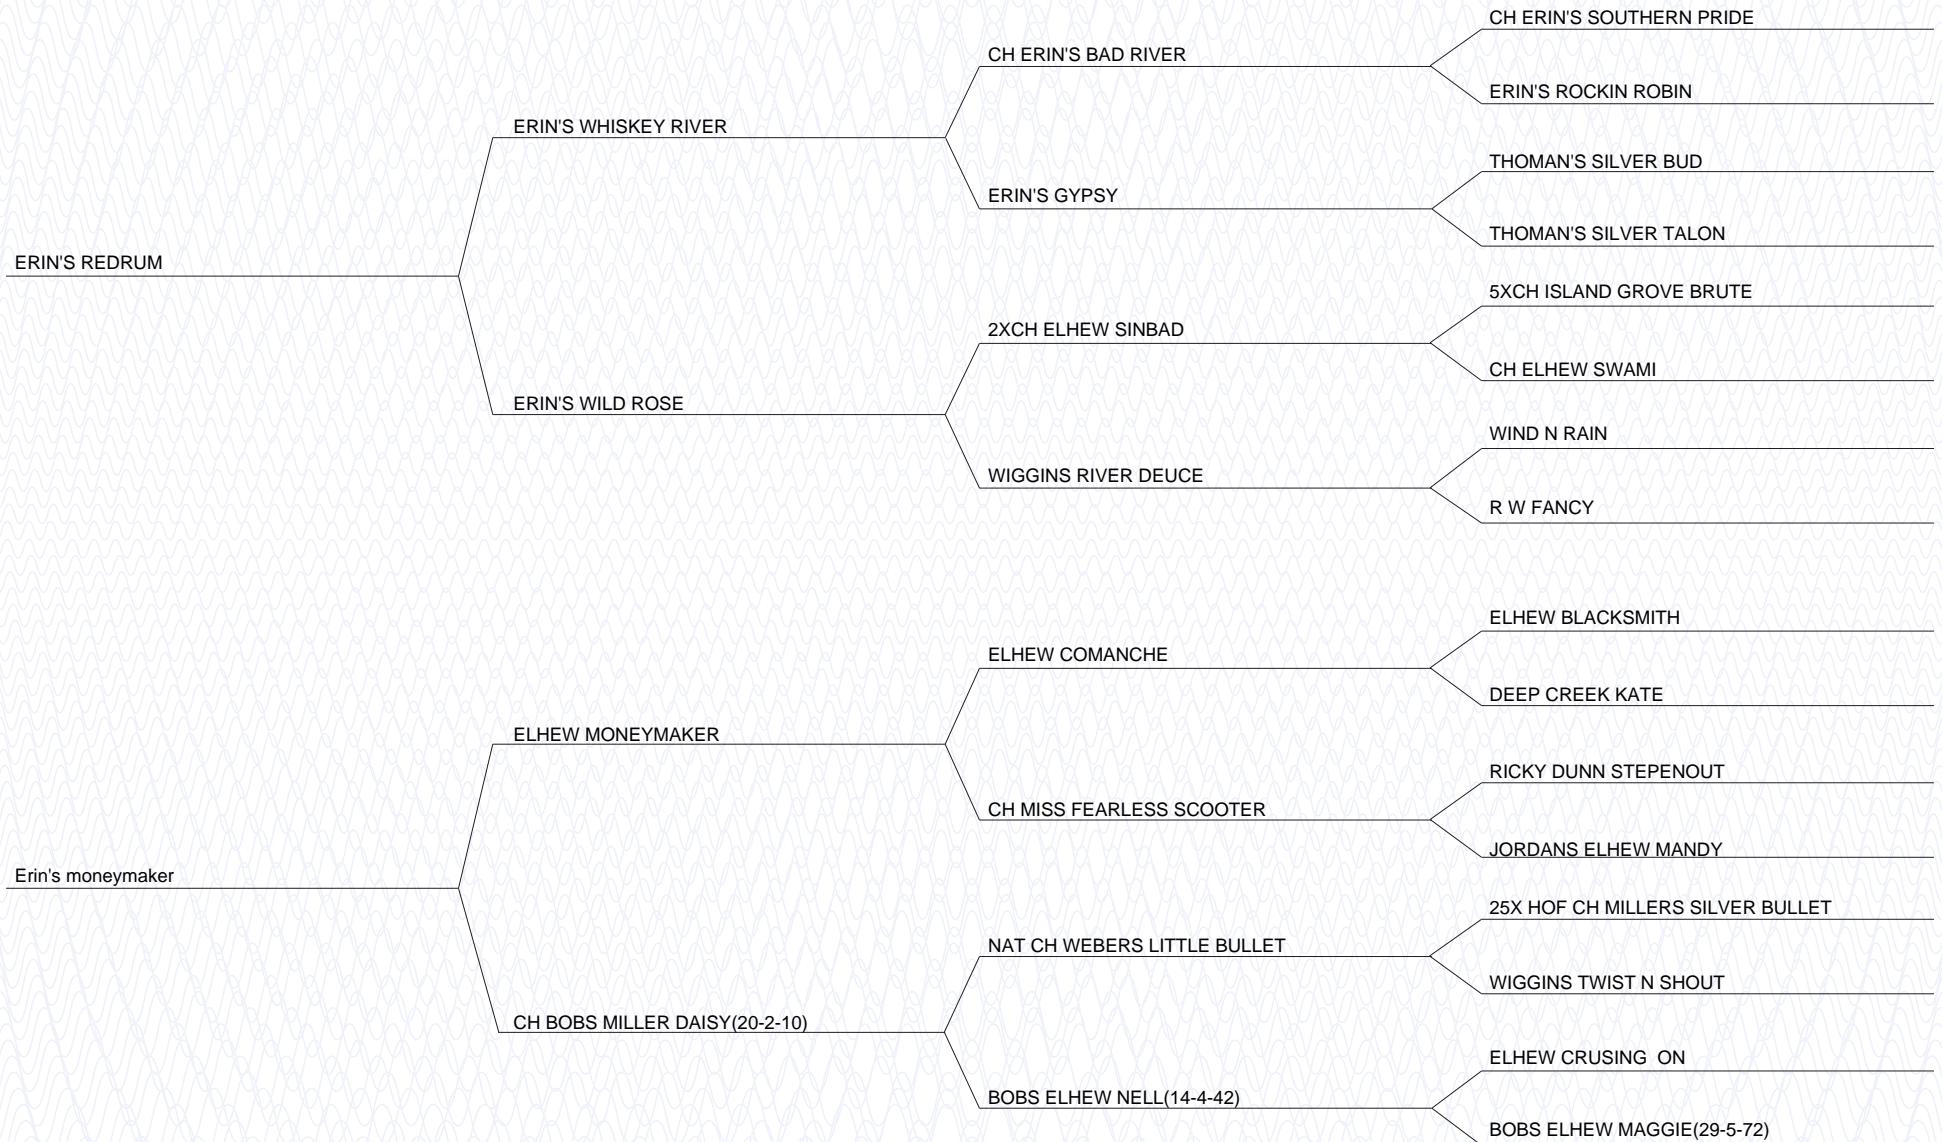 CH ERIN'S SOUTHERN PRIDE
CH ERIN'S BAD RIVER
ERIN'S ROCKIN ROBIN
ERIN'S WHISKEY RIVER
THOMAN'S SILVER BUD
ERIN'S GYPSY
THOMAN'S SILVER TALON
ERIN'S REDRUM
5XCH ISLAND GROVE BRUTE
2XCH ELHEW SINBAD
CH ELHEW SWAMI
ERIN'S WILD ROSE
WIND N RAIN
WIGGINS RIVER DEUCE
R W FANCY
ELHEW BLACKSMITH
ELHEW COMANCHE
DEEP CREEK KATE
ELHEW MONEYMAKER
RICKY DUNN STEPENOUT
CH MISS FEARLESS SCOOTER
JORDANS ELHEW MANDY
Erin's moneymaker
25X HOF CH MILLERS SILVER BULLET
NAT CH WEBERS LITTLE BULLET
WIGGINS TWIST N SHOUT
CH BOBS MILLER DAISY(20-2-10)
ELHEW CRUSING  ON
BOBS ELHEW NELL(14-4-42)
BOBS ELHEW MAGGIE(29-5-72)